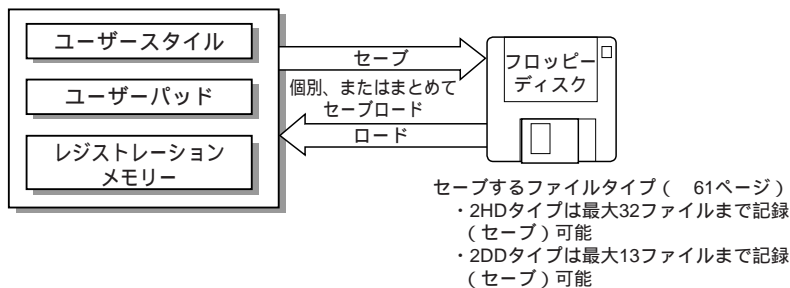 ユーザースタイル
ユーザーパッド
レジストレーション
メモリー
セーブ
個別、またはまとめて
セーブロード
ロード
フロッピー
ディスク
セーブするファイルタイプ（　61ページ）
・2HDタイプは最大32ファイルまで記録
（セーブ）可能
・2DDタイプは最大13ファイルまで記録
（セーブ）可能